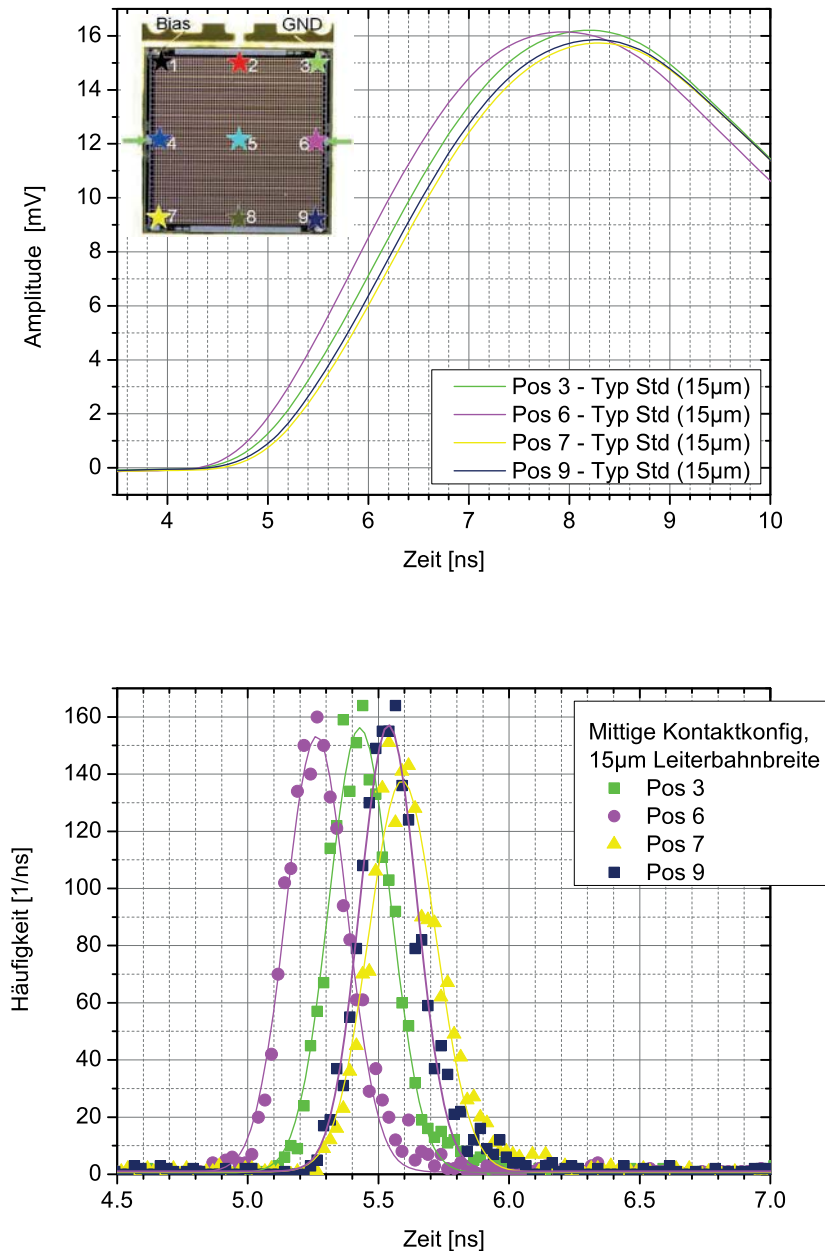 Bias GND
1 2 3
4 5 6
7 8 9
16
14
12
10
8
6
4
2
0
Amplitude [mV]
Pos 3 - Typ Std (15µm)
Pos 6 - Typ Std (15µm)
Pos 7 - Typ Std (15µm)
Pos 9 - Typ Std (15µm)
4 5 6 7 8 9 10
Zeit [ns]
160
140
120
100
80
60
40
20
0
Häufigkeit [1/ns]
Mittige Kontaktkonfig,
15µm Leiterbahnbreite
Pos 3
Pos 6
Pos 7
Pos 9
4.5 5.0 5.5 6.0 6.5 7.0
Zeit [ns]